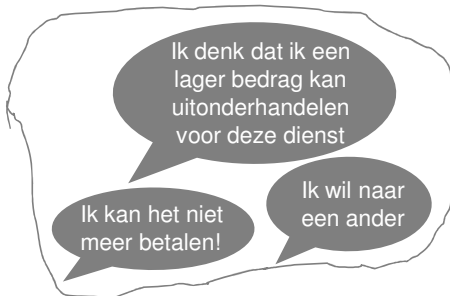 Ik denk dat ik een
lager bedrag kan
uitonderhandelen
voor deze dienst
Ik kan het niet
meer betalen!
Ik wil naar
een ander